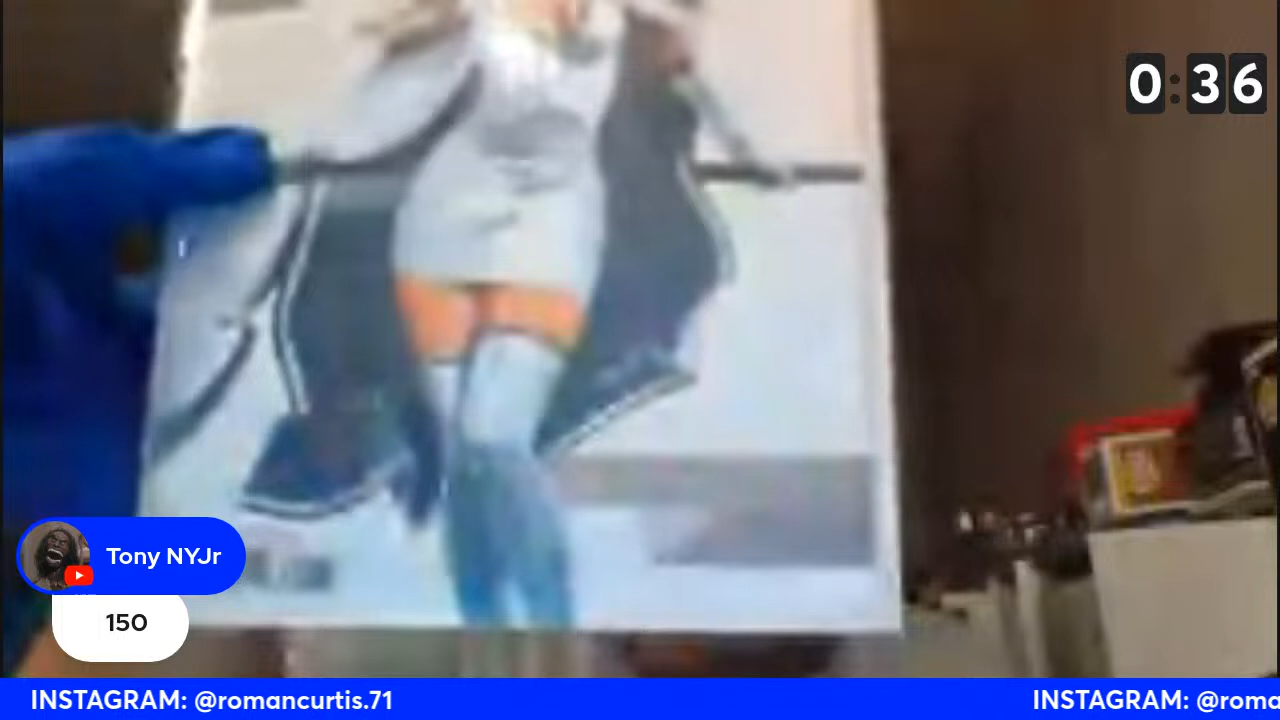 0:36
Tony NYJr
150
INSTAGRAM: @romancurtis.71
INSTAGRAM: @roma